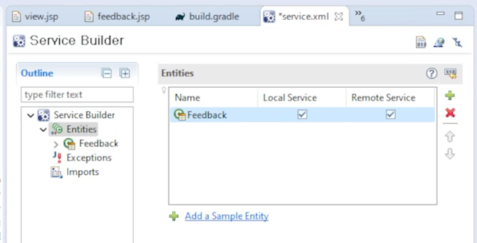 view.jsp feedback.jsp build.gradle *service.xml »6
Service Builder
Outline
type filter text
Service Builder
Entities
Feedback
Exceptions
Imports
Entities
Name Local Service Remote Service
Feedback
Add a Sample Entity